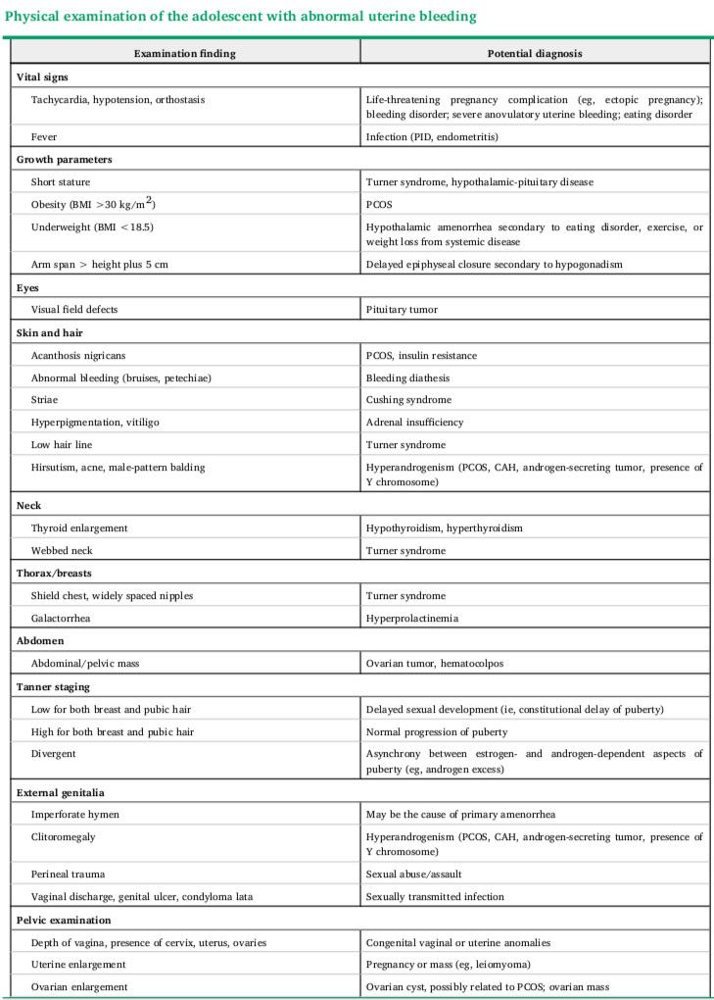 Physical examination of the adolescent with abnormal uterine bleeding
Examination finding Potential diagnosis
Vital signs
Tachycardia, hypotension, orthostasis Life-threatening pregnancy complication (eg, ectopic pregnancy);
bleeding disorder; severe anovulatory uterine bleeding; eating disorder
Fever Infection (PID, endometritis)
Growth parameters
Short stature Turner syndrome, hypothalamic-pituitary disease
Obesity (BMI >30 kg/m2) PCOS
Underweight (BMI <18.5) Hypothalamic amenorrhea secondary to eating disorder, exercise, or
weight loss from systemic disease
Arm span > height plus 5 cm Delayed epiphyseal closure secondary to hypogonadism
Eyes
Visual field defects Pituitary tumor
Skin and hair
Acanthosis nigricans PCOS, insulin resistance
Abnormal bleeding (bruises, petechiae) Bleeding diathesis
Striae Cushing syndrome
Hyperpigmentation, vitiligo Adrenal insufficiency
Low hair line Turner syndrome
Hirsutism, acne, male-pattern balding Hyperandrogenism (PCOS, CAH, androgen-secreting tumor, presence of
Y chromosome)
Neck
Thyroid enlargement Hypothyroidism, hyperthyroidism
Webbed neck Turner syndrome
Thorax/breasts
Shield chest, widely spaced nipples Turner syndrome
Galactorrhea Hyperprolactinemia
Abdomen
Abdominal/pelvic mass Ovarian tumor, hematocolpos
Tanner staging
Low for both breast and pubic hair Delayed sexual development (ie, constitutional delay of puberty)
High for both breast and pubic hair Normal progression of puberty
Divergent Asynchrony between estrogen- and androgen-dependent aspects of
puberty (eg, androgen excess)
External genitalia
Imperforate hymen May be the cause of primary amenorrhea
Clitoromegaly Hyperandrogenism (PCOS, CAH, androgen-secreting tumor, presence of
Y chromosome)
Perineal trauma Sexual abuse/assault
Vaginal discharge, genital ulcer, condyloma lata Sexually transmitted infection
Pelvic examination
Depth of vagina, presence of cervix, uterus, ovaries Congenital vaginal or uterine anomalies
Uterine enlargement Pregnancy or mass (eg, leiomyoma)
Ovarian enlargement Ovarian cyst, possibly related to PCOS; ovarian mass